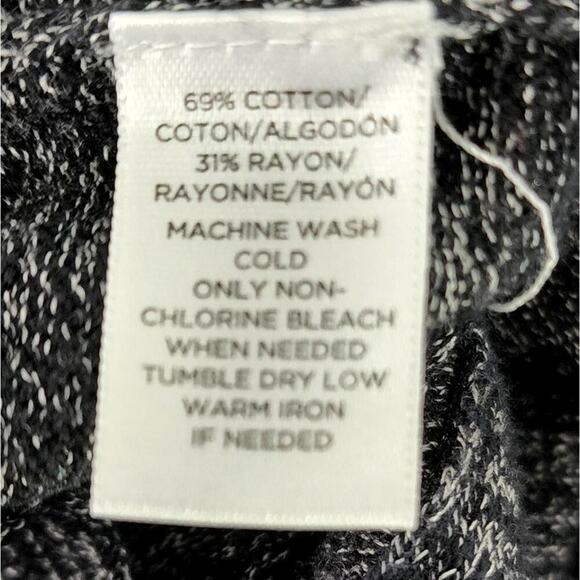 69% COTTON/
COTON/ALGODÓN
31% RAYON/
RAYONNE/RAYÓN
MACHINE WASH
COLD
ONLY NON-
CHLORINE BLEACH
WHEN NEEDED
TUMBLE DRY LOW
WARM IRON
IF NEEDED